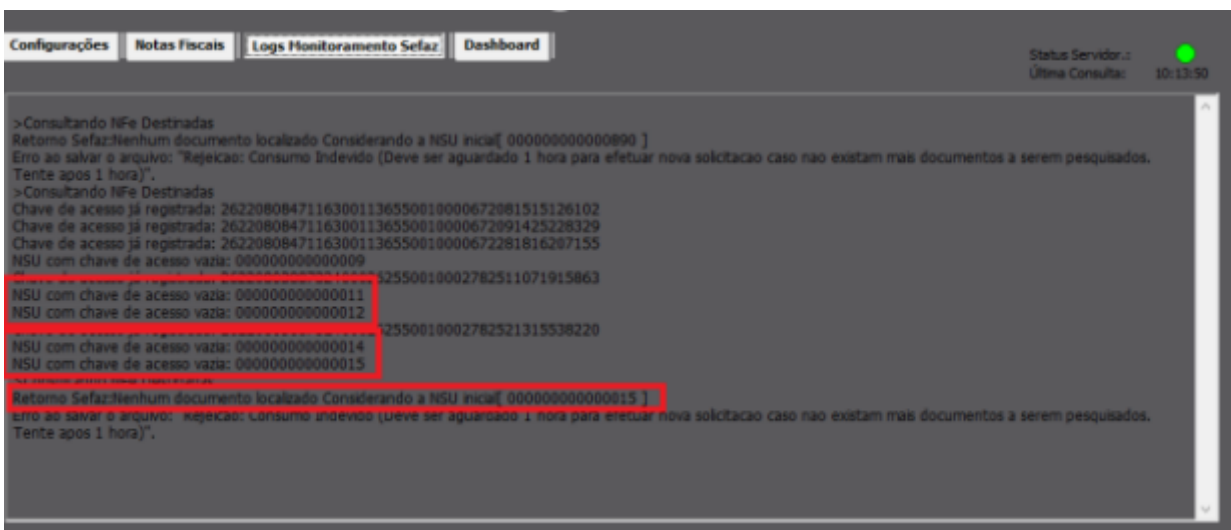 Configurações
Notas Fiscais
Logs Monitoramento Sefaz
Dashboard
Status Servidor.:
Última Consulta: 10:13:50
>Consultando NFe Destinadas
Retorno Sefaz:Nenhum documento localizado Considerando a NSU inicial[ 000000000000890 ]
Erro ao salvar o arquivo: "Rejeicao: Consumo Indevido (Deve ser aguardado 1 hora para efetuar nova solicitacao caso nao existam mais documentos a serem pesquisados.
Tente apos 1 hora)".
>Consultando NFe Destinadas
Chave de acesso já registrada: 26220808471163001136550010000672081515126102
Chave de acesso já registrada: 26220808471163001136550010000672091425228329
Chave de acesso já registrada: 26220808471163001136550010000672281816207155
NSU com chave de acesso vazia: 000000000000009
Chave de acesso já registrada:
NSU com chave de acesso vazia: 000000000000011
NSU com chave de acesso vazia: 000000000000012
NSU com chave de acesso vazia: 000000000000014
NSU com chave de acesso vazia: 000000000000015
Retorno Sefaz:Nenhum documento localizado Considerando a NSU inicial[ 000000000000015 ]
Erro ao salvar o arquivo: "Rejeicao: Consumo Indevido (Deve ser aguardado 1 hora para efetuar nova solicitacao caso nao existam mais documentos a serem pesquisados.
Tente apos 1 hora)".